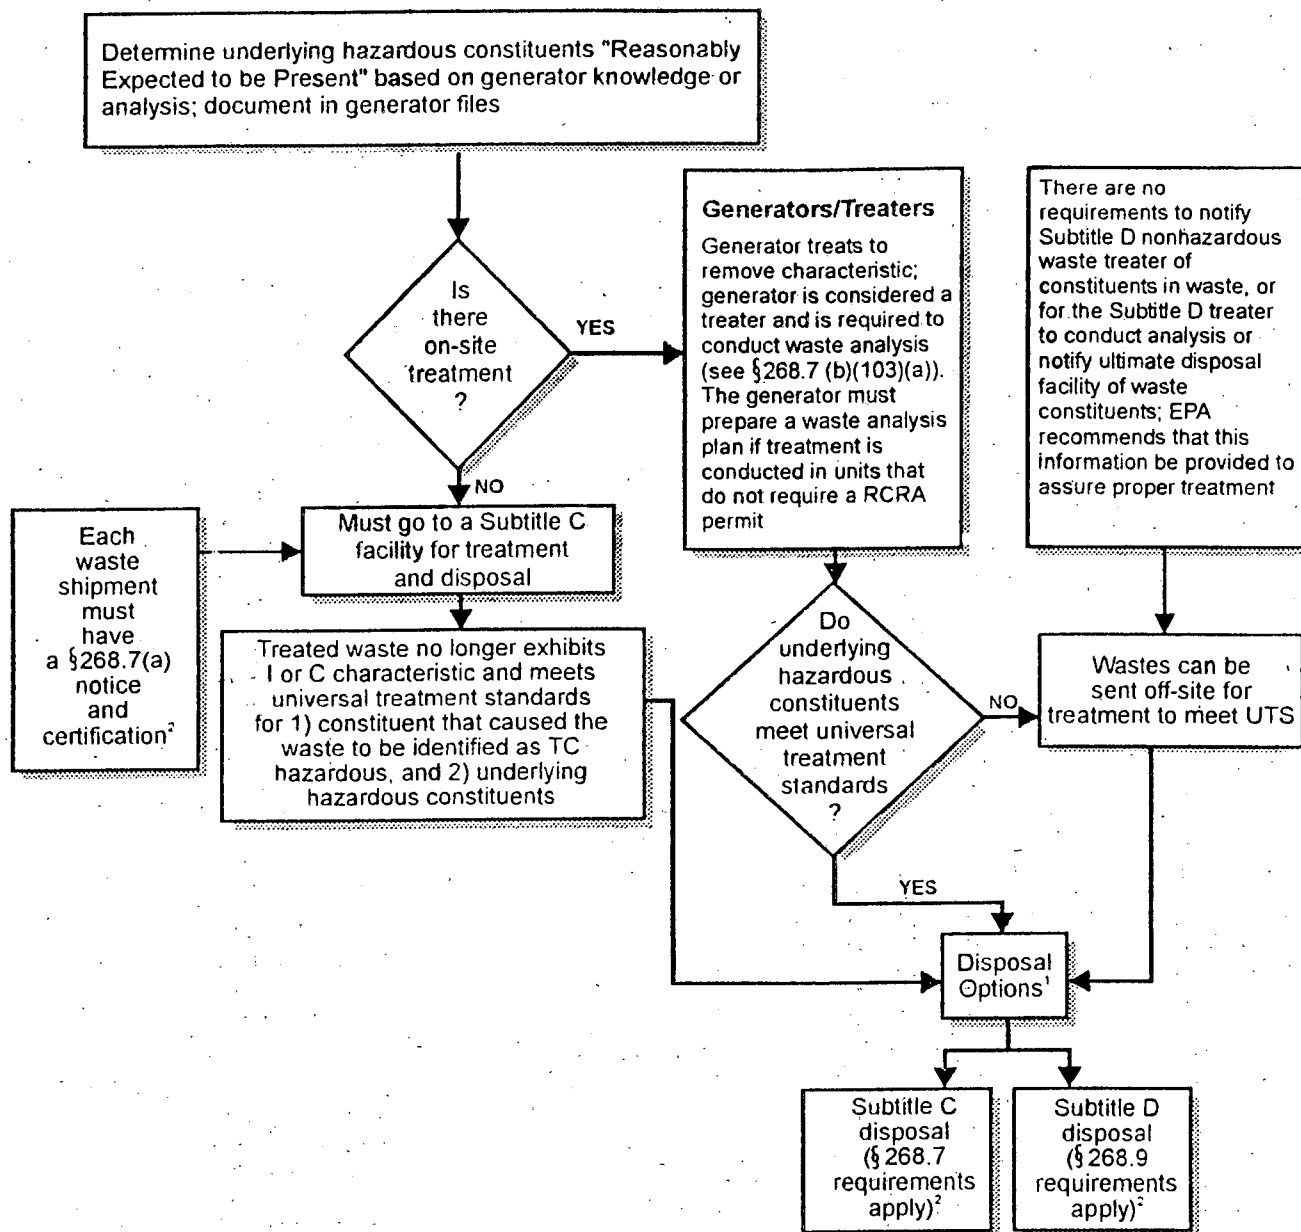 Determine underlying hazardous constituents "Reasonably
Expected to be Present" based on generator knowledge or
analysis; document in generator files
Is
there
on-site
treatment
?
YES
NO
Generators/Treaters
Generator treats to
remove characteristic;
generator is considered a
treater and is required to
conduct waste analysis
(see §268.7 (b)(103)(a)).
The generator must
prepare a waste analysis
plan if treatment is
conducted in units that
do not require a RCRA
permit
There are no
requirements to notify
Subtitle D nonhazardous
waste treater of
constituents in waste, or
for the Subtitle D treater
to conduct analysis or
notify ultimate disposal
facility of waste
constituents; EPA
recommends that this
information be provided to
assure proper treatment
Each
waste
shipment
must
have
a §268.7(a)
notice
and
certification²
Must go to a Subtitle C
facility for treatment
and disposal
Treated waste no longer exhibits
I or C characteristic and meets
universal treatment standards
for 1) constituent that caused the
waste to be identified as TC
hazardous, and 2) underlying
hazardous constituents
Do
underlying
hazardous
constituents
meet universal
treatment
standards
?
NO
YES
Wastes can be
sent off-site for
treatment to meet UTS
Disposal
Options¹
Subtitle C
disposal
(§268.7
requirements
apply)²
Subtitle D
disposal
(§268.9
requirements
apply)²